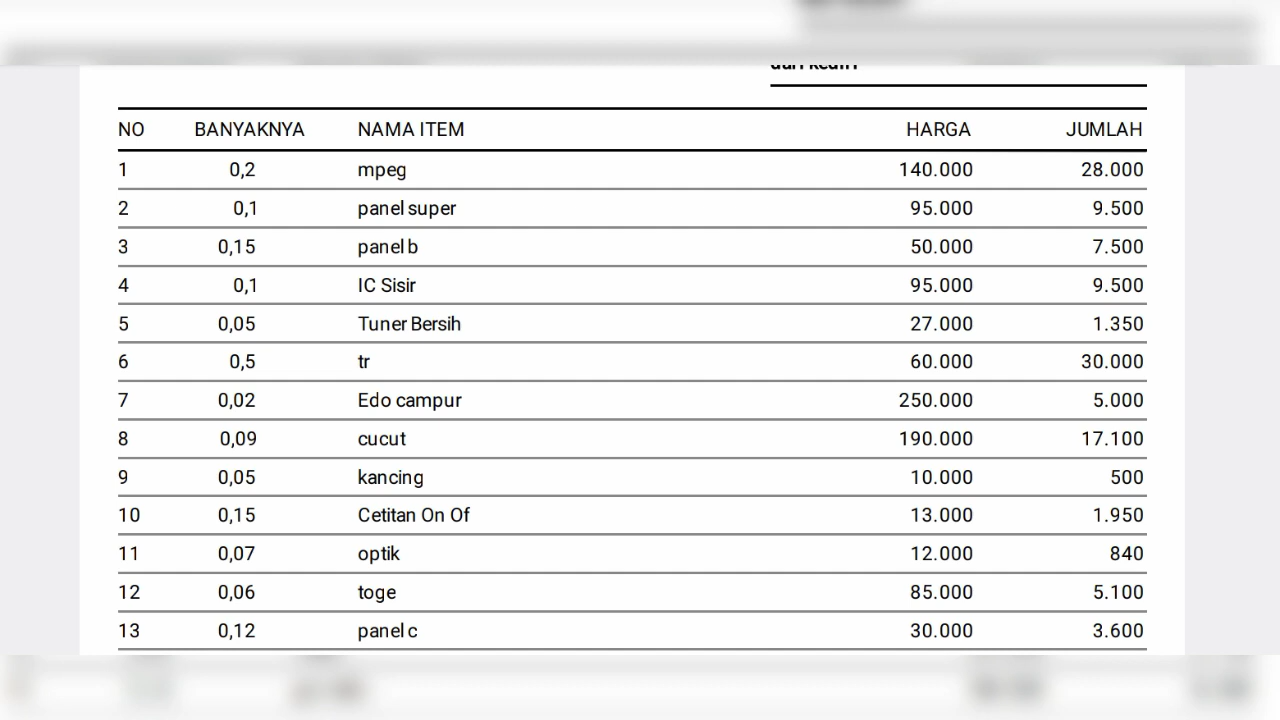 dari kediri
NO BANYAKNYA NAMA ITEM HARGA JUMLAH
1 0,2 mpeg 140.000 28.000
2 0,1 panel super 95.000 9.500
3 0,15 panel b 50.000 7.500
4 0,1 IC Sisir 95.000 9.500
5 0,05 Tuner Bersih 27.000 1.350
6 0,5 tr 60.000 30.000
7 0,02 Edo campur 250.000 5.000
8 0,09 cucut 190.000 17.100
9 0,05 kancing 10.000 500
10 0,15 Cetitan On Of 13.000 1.950
11 0,07 optik 12.000 840
12 0,06 toge 85.000 5.100
13 0,12 panel c 30.000 3.600